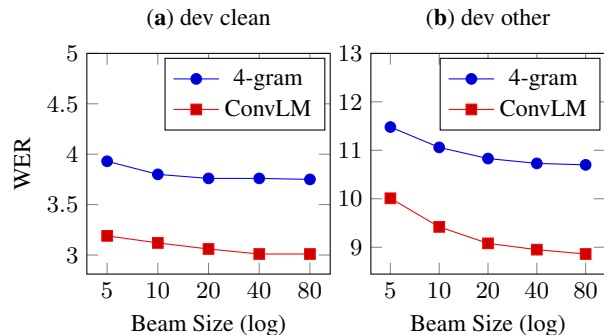 (a) dev clean
(b) dev other
WER
5
4.5
4
3.5
3
4-gram
ConvLM
5 10 20 40 80
Beam Size (log)
13
12
11
10
9
4-gram
ConvLM
5 10 20 40 80
Beam Size (log)